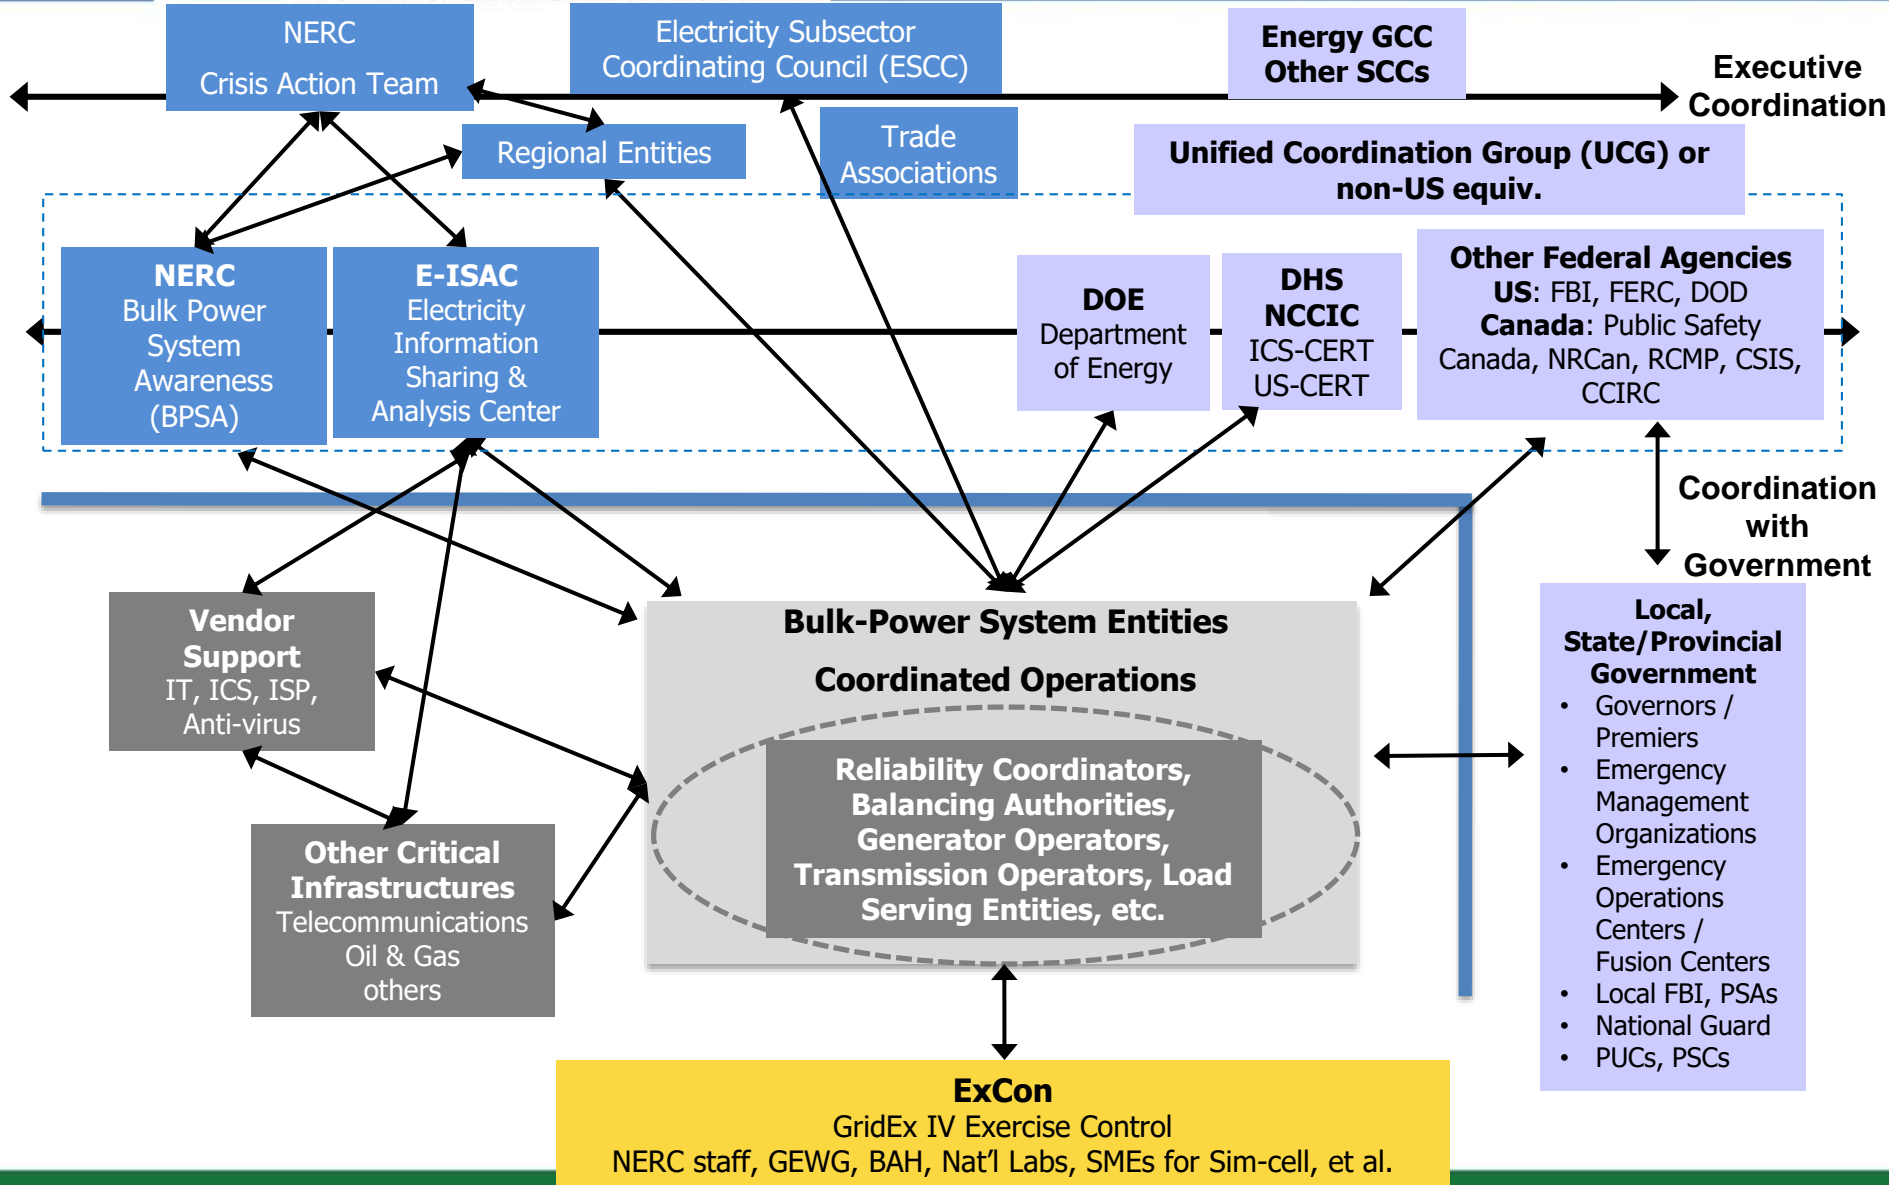 NERC
Crisis Action Team
Electricity Subsector
Coordinating Council (ESCC)
Energy GCC
Other SCCs
Executive
Coordination
Regional Entities
Trade
Associations
Unified Coordination Group (UCG) or
non-US equiv.
NERC
Bulk Power
System
Awareness
(BPSA)
E-ISAC
Electricity
Information
Sharing &
Analysis Center
DOE
Department
of Energy
DHS
NCCIC
ICS-CERT
US-CERT
Other Federal Agencies
US: FBI, FERC, DOD
Canada: Public Safety
Canada, NRCan, RCMP, CSIS,
CCIRC
Coordination
with
Government
Vendor
Support
IT, ICS, ISP,
Anti-virus
Other Critical
Infrastructures
Telecommunications
Oil & Gas
others
Bulk-Power System Entities
Coordinated Operations
Reliability Coordinators,
Balancing Authorities,
Generator Operators,
Transmission Operators, Load
Serving Entities, etc.
Local,
State/Provincial
Government
• Governors /
Premiers
• Emergency
Management
Organizations
• Emergency
Operations
Centers /
Fusion Centers
• Local FBI, PSAs
• National Guard
• PUCs, PSCs
ExCon
GridEx IV Exercise Control
NERC staff, GEWG, BAH, Nat'l Labs, SMEs for Sim-cell, et al.